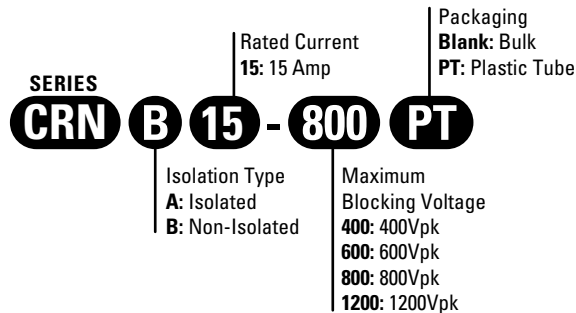 Packaging
Blank: Bulk
PT: Plastic Tube
Rated Current
15: 15 Amp
SERIES
CRN B 15 - 800 PT
Isolation Type
A: Isolated
B: Non-Isolated
Maximum
Blocking Voltage
400: 400Vpk
600: 600Vpk
800: 800Vpk
1200: 1200Vpk